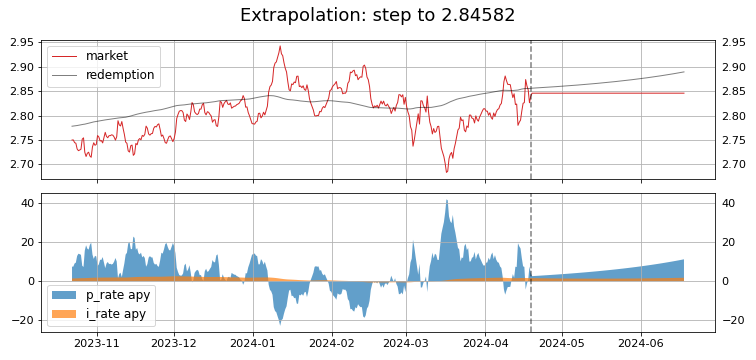 Extrapolation: step to 2.84582
2.95 2.95
market
redemption
2.90 2.90
2.85 2.85
2.80 2.80
2.75 2.75
2.70 2.70
40 40
20 20
0 0
p_rate apy
i_rate apy
−20 −20
2023-11 2023-12 2024-01 2024-02 2024-03 2024-04 2024-05 2024-06